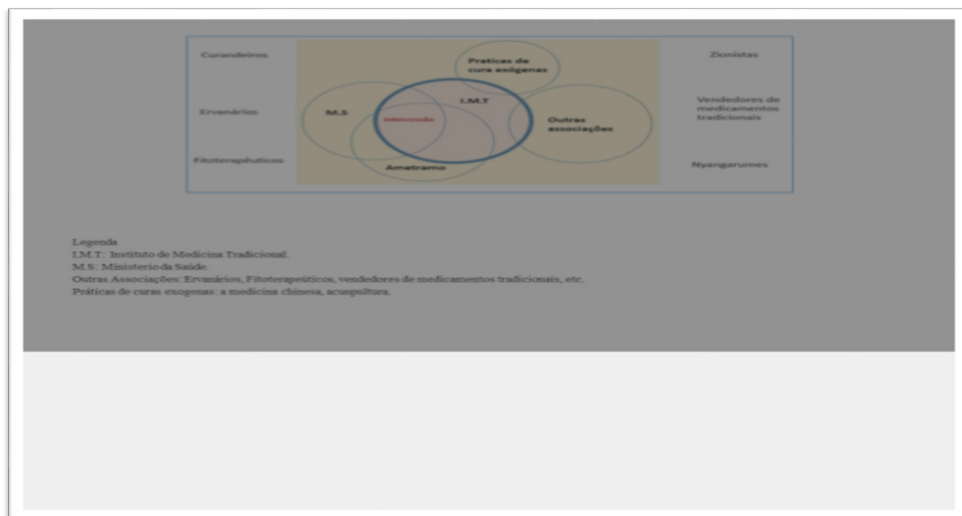 Curandeiros
Ervanários
Fitoterapêuticos
Praticas de
cura exógenas
I.M.T
M.S
Outras
associações
Ametramo
Zionistas
Vendedores de
medicamentos
tradicionais
Nyangarumes
Legenda
I.M.T: Instituto de Medicina Tradicional.
M.S: Ministerio da Saúde.
Outras Associações: Ervanários, Fitoterapeúticos, vendedores de medicamentos tradicionais, etc.
Práticas de curas exogenas: a medicina chinesa, acunpultura.